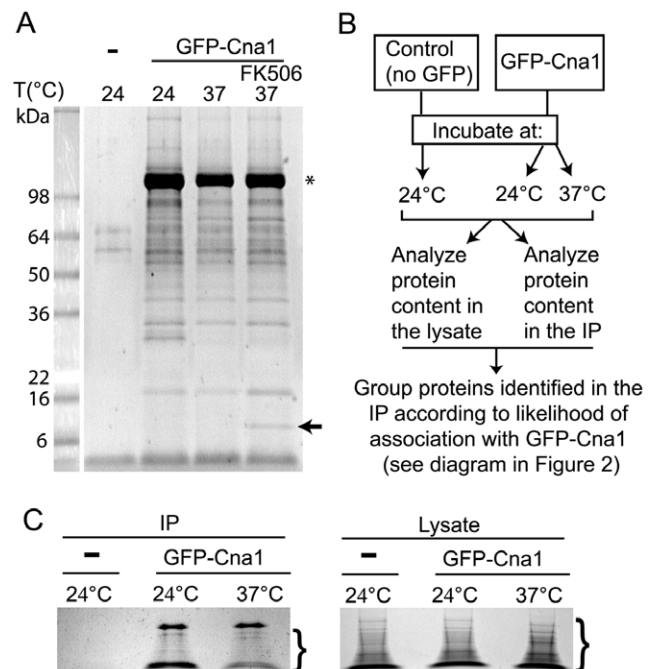 A
-
GFP-Cna1
FK506
T(°C) 24 24 37 37
kDa
98
64
50
36
22
16
6
*
B
Control
(no GFP)
GFP-Cna1
Incubate at:
24°C 24°C 37°C
Analyze
protein
content in
the lysate
Analyze
protein
content
in the IP
Group proteins identified in the
IP according to likelihood of
association with GFP-Cna1
(see diagram in Figure 2)
C
IP
- GFP-Cna1
24°C 24°C 37°C
}
Lysate
- GFP-Cna1
24°C 24°C 37°C
}